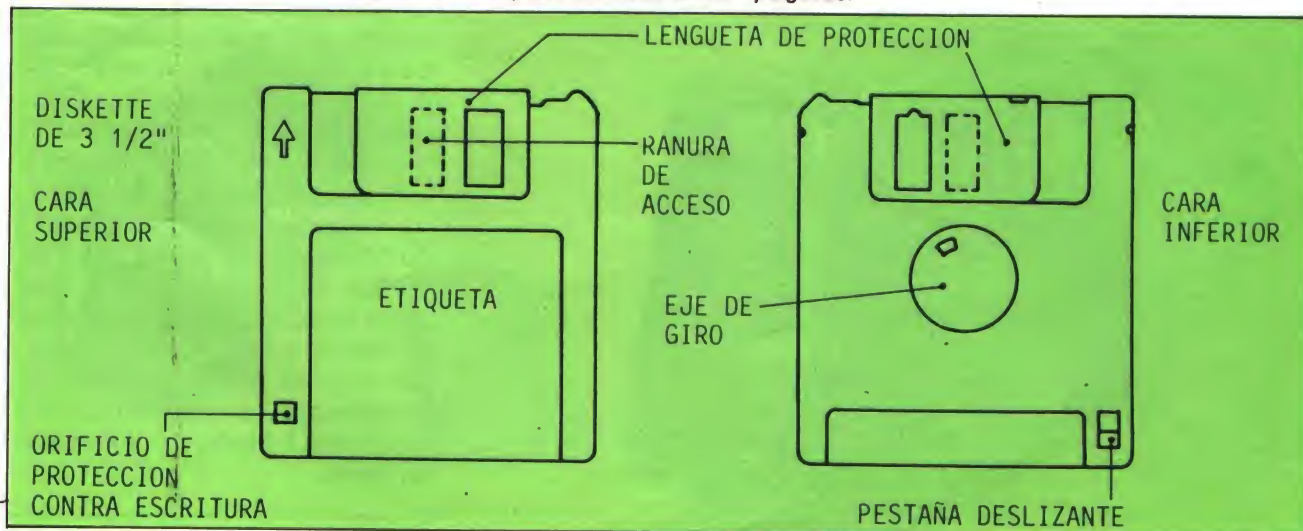 LENGUETA DE PROTECCION
DISKETTE
DE 3 1/2"
CARA
SUPERIOR
RANURA
DE
ACCESO
CARA
INFERIOR
ETIQUETA
EJE DE
GIRO
ORIFICIO DE
PROTECCION
CONTRA ESCRITURA
PESTAÑA DESLIZANTE